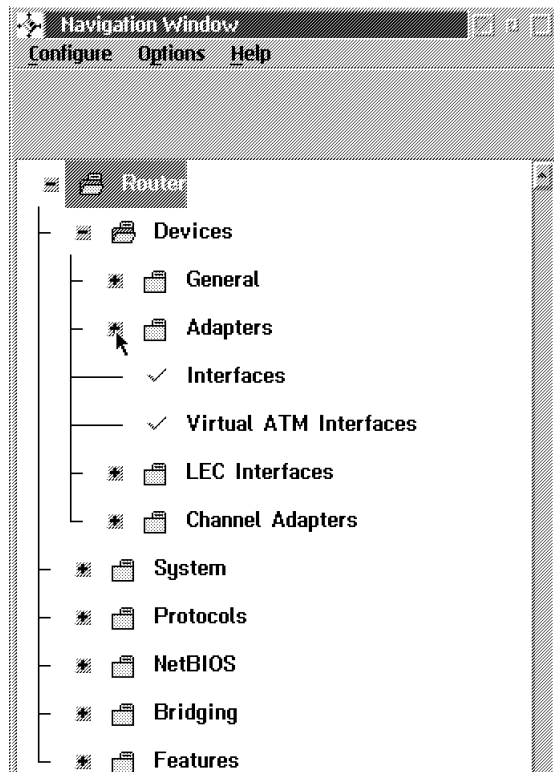 Navigation Window
Configure Options Help
Router
Devices
General
Adapters
Interfaces
Virtual ATM Interfaces
LEC Interfaces
Channel Adapters
System
Protocols
NetBIOS
Bridging
Features